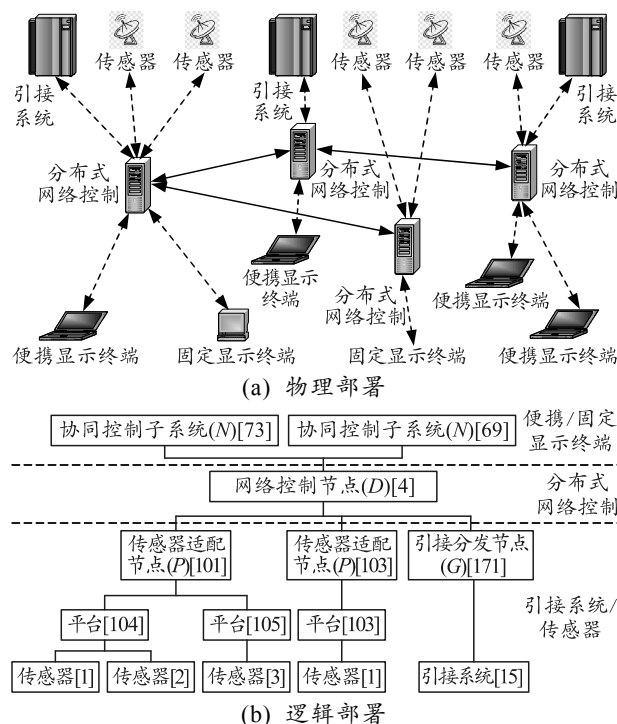 传感器 传感器 传感器 传感器 传感器
引接 引接 引接
系统 系统 系统
分布式 分布式 分布式
网络控制 网络控制 网络控制
便携显示
终端
分布式
网络控制
便携显示终端
便携显示终端 固定显示终端 固定显示终端 便携显示终端
(a) 物理部署
协同控制子系统(N)[73] 协同控制子系统(N)[69]
便携/固定
显示终端
网络控制节点(D)[4]
分布式
网络控制
传感器适配 传感器适配 引接分发节点
节点(P)[101] 节点(P)[103] (G)[171]
平台[104] 平台[105] 平台[103]
引接系统/
传感器
传感器[1] 传感器[2] 传感器[3] 传感器[1] 引接系统[15]
(b) 逻辑部署